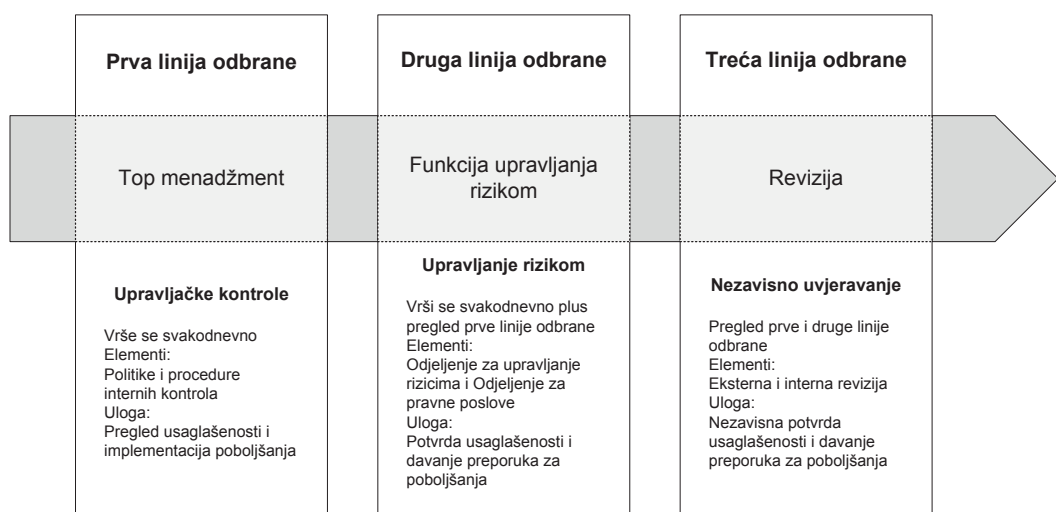 Prva linija odbrane
Top menadžment
Upravljačke kontrole
Vrše se svakodnevno
Elementi:
Politike i procedure
internih kontrola
Uloga:
Pregled usaglašenosti i
implementacija poboljšanja
Druga linija odbrane
Funkcija upravljanja
rizikom
Upravljanje rizikom
Vrši se svakodnevno plus
pregled prve linije odbrane
Elementi:
Odjeljenje za upravljanje
rizicima i Odjeljenje za
pravne poslove
Uloga:
Potvrda usaglašenosti i
davanje preporuka za
poboljšanja
Treća linija odbrane
Revizija
Nezavisno uvjeravanje
Pregled prve i druge linije
odbrane
Elementi:
Eksterna i interna revizija
Uloga:
Nezavisna potvrda
usaglašenosti i davanje
preporuka za poboljšanja